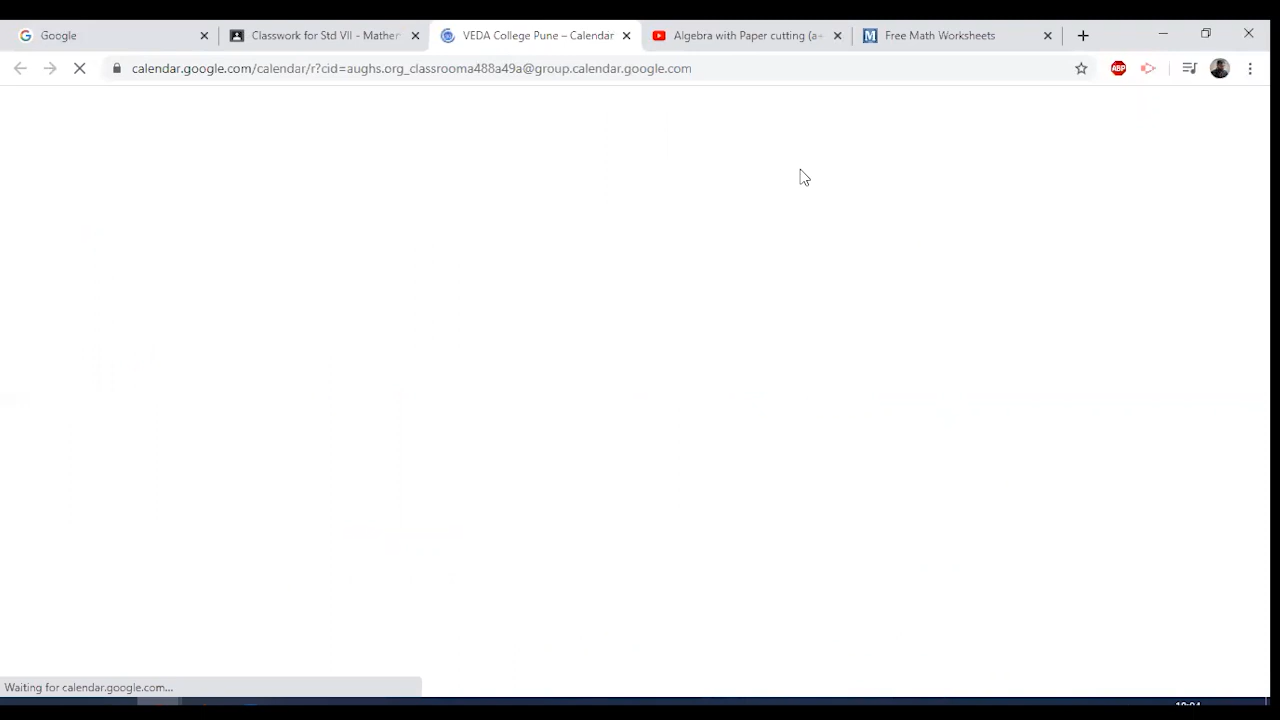 Google
Classwork for Std VII - Mather
VEDA College Pune – Calendar
Algebra with Paper cutting (a+
M Free Math Worksheets
calendar.google.com/calendar/r?cid=aughs.org_classrooma488a49a@group.calendar.google.com
ABP
Waiting for calendar.google.com...